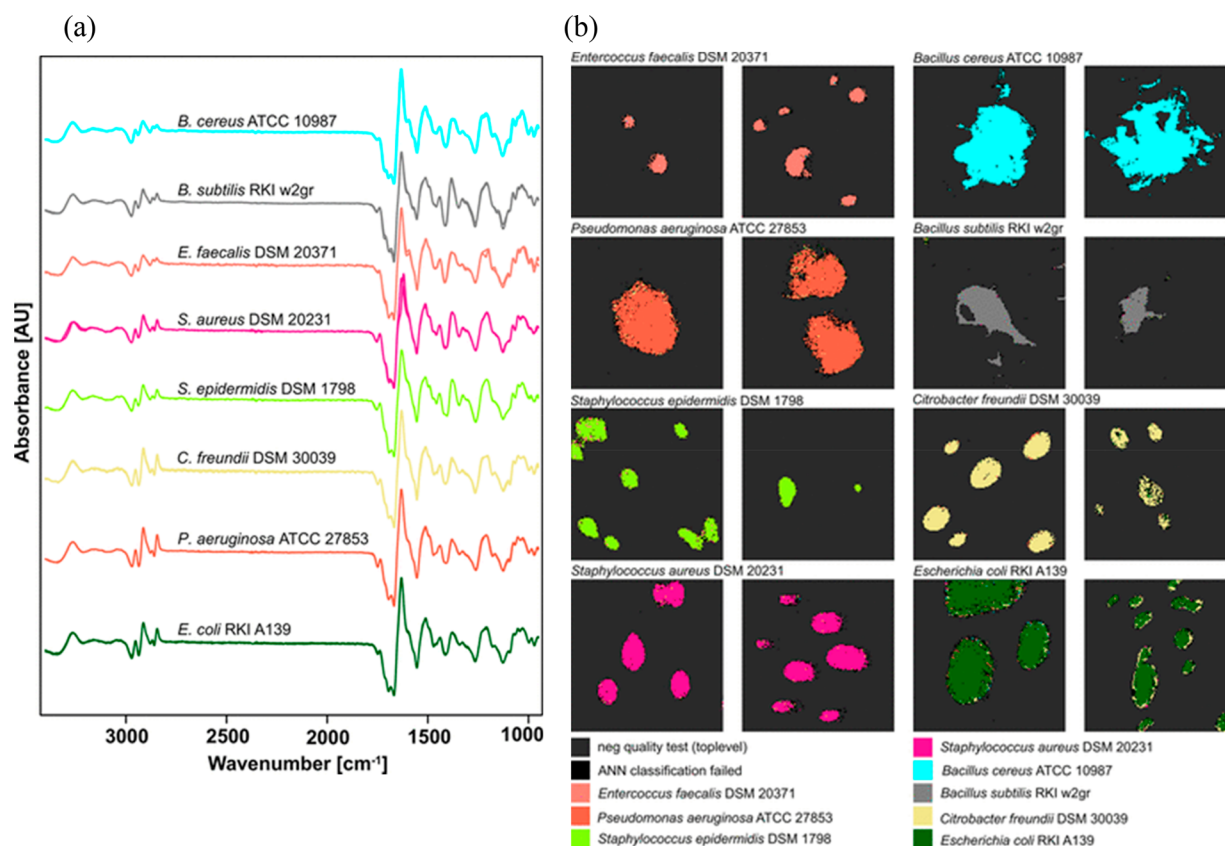 (a)
Absorbance [AU]
B. cereus ATCC 10987
B. subtilis RKI w2gr
E. faecalis DSM 20371
S. aureus DSM 20231
S. epidermidis DSM 1798
C. freundii DSM 30039
P. aeruginosa ATCC 27853
E. coli RKI A139
3000 2500 2000 1500 1000
Wavenumber [cm-1]
(b)
Entercoccus faecalis DSM 20371
Bacillus cereus ATCC 10987
Pseudomonas aeruginosa ATCC 27853
Bacillus subtilis RKI w2gr
Staphylococcus epidermidis DSM 1798
Citrobacter freundii DSM 30039
Staphylococcus aureus DSM 20231
Escherichia coli RKI A139
neg quality test (toplevel)
ANN classification failed
Entercoccus faecalis DSM 20371
Pseudomonas aeruginosa ATCC 27853
Staphylococcus epidermidis DSM 1798
Staphylococcus aureus DSM 20231
Bacillus cereus ATCC 10987
Bacillus subtilis RKI w2gr
Citrobacter freundii DSM 30039
Escherichia coli RKI A139